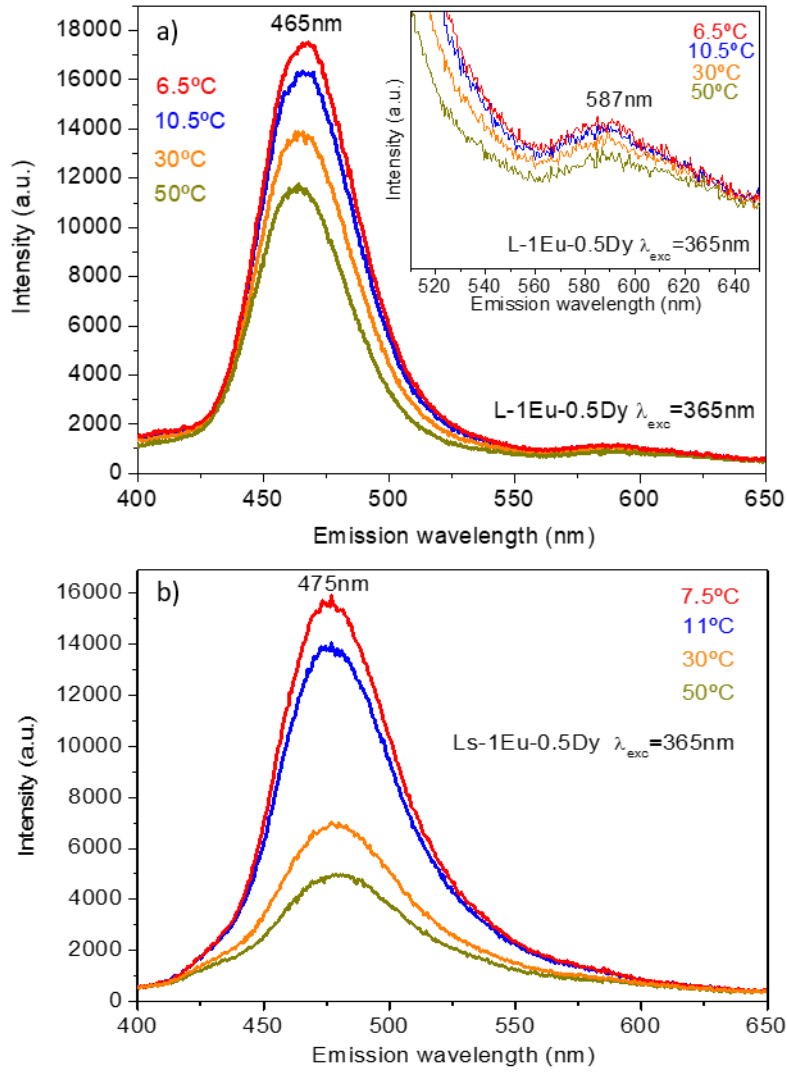 a)
465nm
6.5ºC
10.5ºC
30ºC
50ºC
18000
16000
14000
12000
10000
8000
6000
4000
2000
0
Intensity (a.u.)
400
450
500
550
600
650
Emission wavelength (nm)
L-1Eu-0.5Dy λexc=365nm
6.5ºC
10.5ºC
30ºC
50ºC
587nm
Intensity (a.u.)
L-1Eu-0.5Dy λexc=365nm
520
540
560
580
600
620
640
Emission wavelength (nm)
b)
475nm
7.5ºC
11ºC
30ºC
50ºC
Ls-1Eu-0.5Dy λexc=365nm
16000
14000
12000
10000
8000
6000
4000
2000
0
Intensity (a.u.)
400
450
500
550
600
650
Emission wavelength (nm)